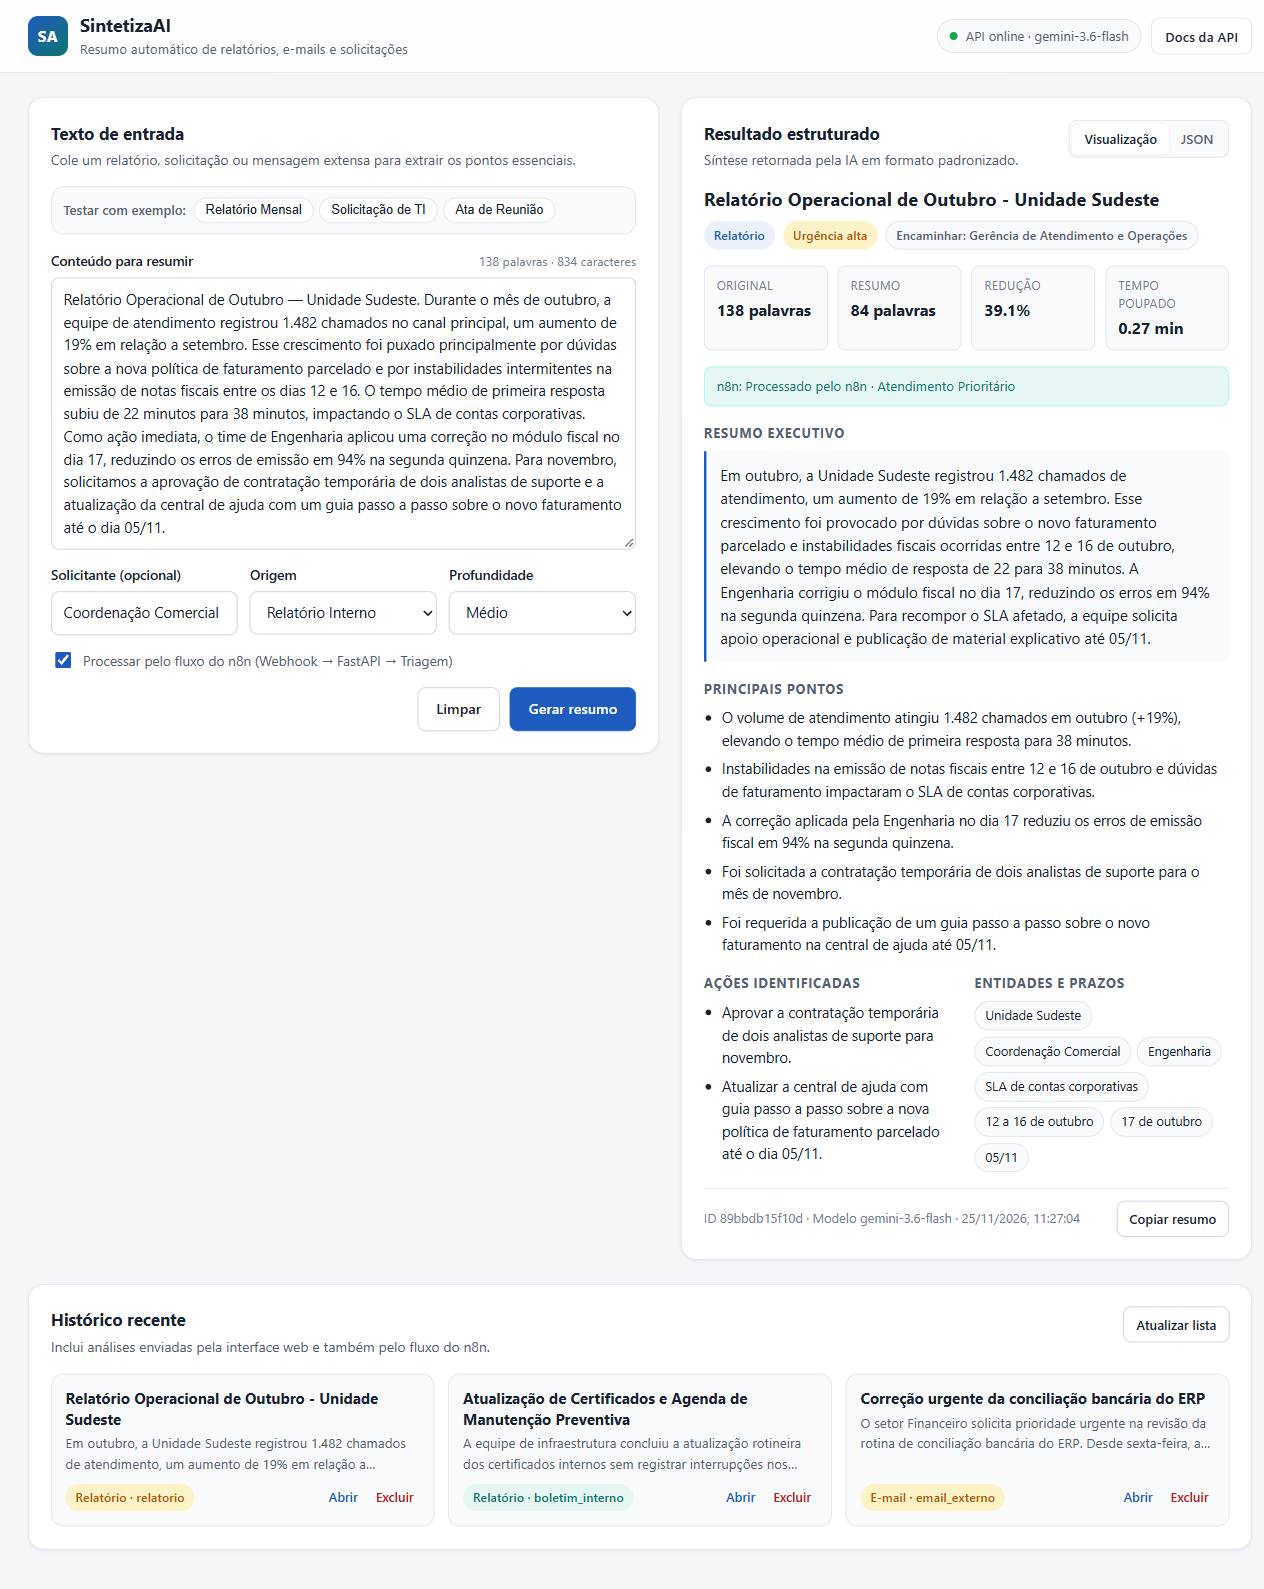 SA
SintetizaAI
Resumo automático de relatórios, e-mails e solicitações
API online · gemini-3.6-flash
Docs da API
Texto de entrada
Cole um relatório, solicitação ou mensagem extensa para extrair os pontos essenciais.
Testar com exemplo:
Relatório Mensal
Solicitação de TI
Ata de Reunião
Conteúdo para resumir
138 palavras · 834 caracteres
Relatório Operacional de Outubro — Unidade Sudeste. Durante o mês de outubro, a
equipe de atendimento registrou 1.482 chamados no canal principal, um aumento de
19% em relação a setembro. Esse crescimento foi puxado principalmente por dúvidas
sobre a nova política de faturamento parcelado e por instabilidades intermitentes na
emissão de notas fiscais entre os dias 12 e 16. O tempo médio de primeira resposta
subiu de 22 minutos para 38 minutos, impactando o SLA de contas corporativas.
Como ação imediata, o time de Engenharia aplicou uma correção no módulo fiscal no
dia 17, reduzindo os erros de emissão em 94% na segunda quinzena. Para novembro,
solicitamos a aprovação de contratação temporária de dois analistas de suporte e a
atualização da central de ajuda com um guia passo a passo sobre o novo faturamento
até o dia 05/11.
Solicitante (opcional)
Origem
Profundidade
Coordenação Comercial
Relatório Interno
Médio
Processar pelo fluxo do n8n (Webhook → FastAPI → Triagem)
Limpar
Gerar resumo
Resultado estruturado
Síntese retornada pela IA em formato padronizado.
Visualização
JSON
Relatório Operacional de Outubro - Unidade Sudeste
Relatório
Urgência alta
Encaminhar: Gerência de Atendimento e Operações
ORIGINAL
138 palavras
RESUMO
84 palavras
REDUÇÃO
39.1%
TEMPO
POUPADO
0.27 min
n8n: Processado pelo n8n · Atendimento Prioritário
RESUMO EXECUTIVO
Em outubro, a Unidade Sudeste registrou 1.482 chamados de
atendimento, um aumento de 19% em relação a setembro. Esse
crescimento foi provocado por dúvidas sobre o novo faturamento
parcelado e instabilidades fiscais ocorridas entre 12 e 16 de outubro,
elevando o tempo médio de resposta de 22 para 38 minutos. A
Engenharia corrigiu o módulo fiscal no dia 17, reduzindo os erros em 94%
na segunda quinzena. Para recompor o SLA afetado, a equipe solicita
apoio operacional e publicação de material explicativo até 05/11.
PRINCIPAIS PONTOS
• O volume de atendimento atingiu 1.482 chamados em outubro (+19%),
elevando o tempo médio de primeira resposta para 38 minutos.
• Instabilidades na emissão de notas fiscais entre 12 e 16 de outubro e dúvidas
de faturamento impactaram o SLA de contas corporativas.
• A correção aplicada pela Engenharia no dia 17 reduziu os erros de emissão
fiscal em 94% na segunda quinzena.
• Foi solicitada a contratação temporária de dois analistas de suporte para o
mês de novembro.
• Foi requerida a publicação de um guia passo a passo sobre o novo
faturamento na central de ajuda até 05/11.
AÇÕES IDENTIFICADAS
• Aprovar a contratação temporária
de dois analistas de suporte para
novembro.
• Atualizar a central de ajuda com
guia passo a passo sobre a nova
política de faturamento parcelado
até o dia 05/11.
ENTIDADES E PRAZOS
Unidade Sudeste
Coordenação Comercial
Engenharia
SLA de contas corporativas
12 a 16 de outubro
17 de outubro
05/11
ID 89bbdb15f10d · Modelo gemini-3.6-flash · 25/11/2026, 11:27:04
Copiar resumo
Histórico recente
Inclui análises enviadas pela interface web e também pelo fluxo do n8n.
Atualizar lista
Relatório Operacional de Outubro - Unidade
Sudeste
Em outubro, a Unidade Sudeste registrou 1.482 chamados
de atendimento, um aumento de 19% em relação a...
Relatório · relatorio
Abrir
Excluir
Atualização de Certificados e Agenda de
Manutenção Preventiva
A equipe de infraestrutura concluiu a atualização rotineira
dos certificados internos sem registrar interrupções nos...
Relatório · boletim_interno
Abrir
Excluir
Correção urgente da conciliação bancária do ERP
O setor Financeiro solicita prioridade urgente na revisão da
rotina de conciliação bancária do ERP. Desde sexta-feira, a...
E-mail · email_externo
Abrir
Excluir